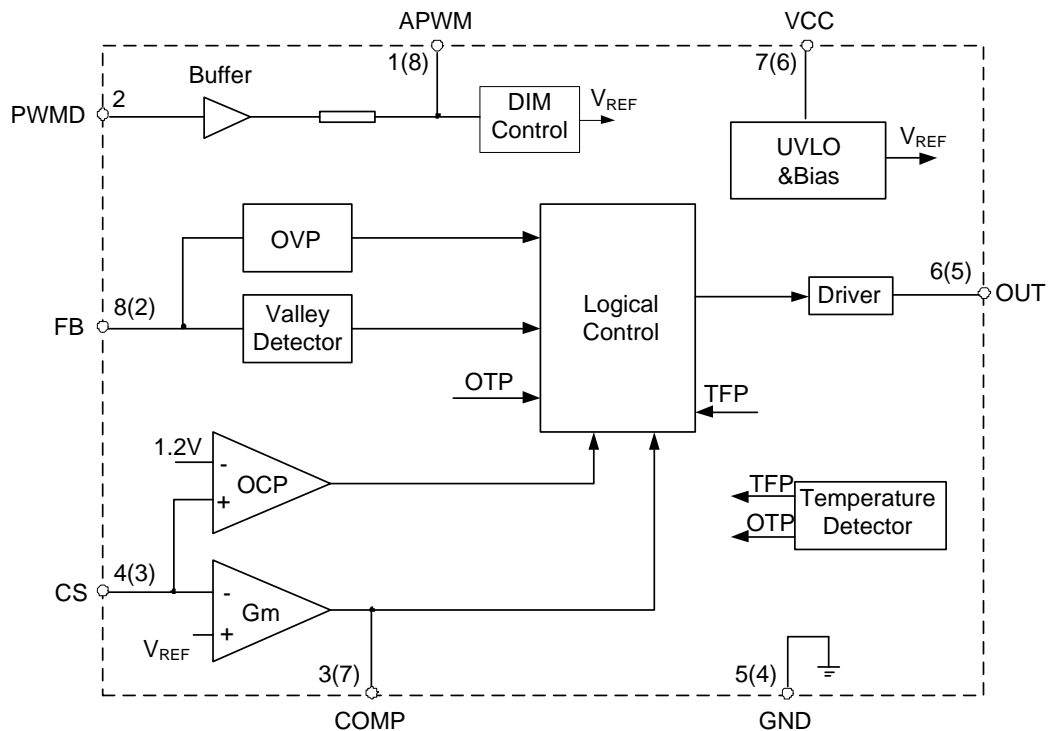 APWM
VCC
1(8)
7(6)
Buffer
PWMD
2
DIM
Control
VREF
UVLO
&Bias
VREF
OVP
8(2)
FB
Valley
Detector
Logical
Control
Driver
6(5)
OUT
OTP
TFP
1.2V
-
OCP
+
TFP
OTP
Temperature
Detector
CS
4(3)
-
Gm
+
VREF
3(7)
5(4)
COMP
GND